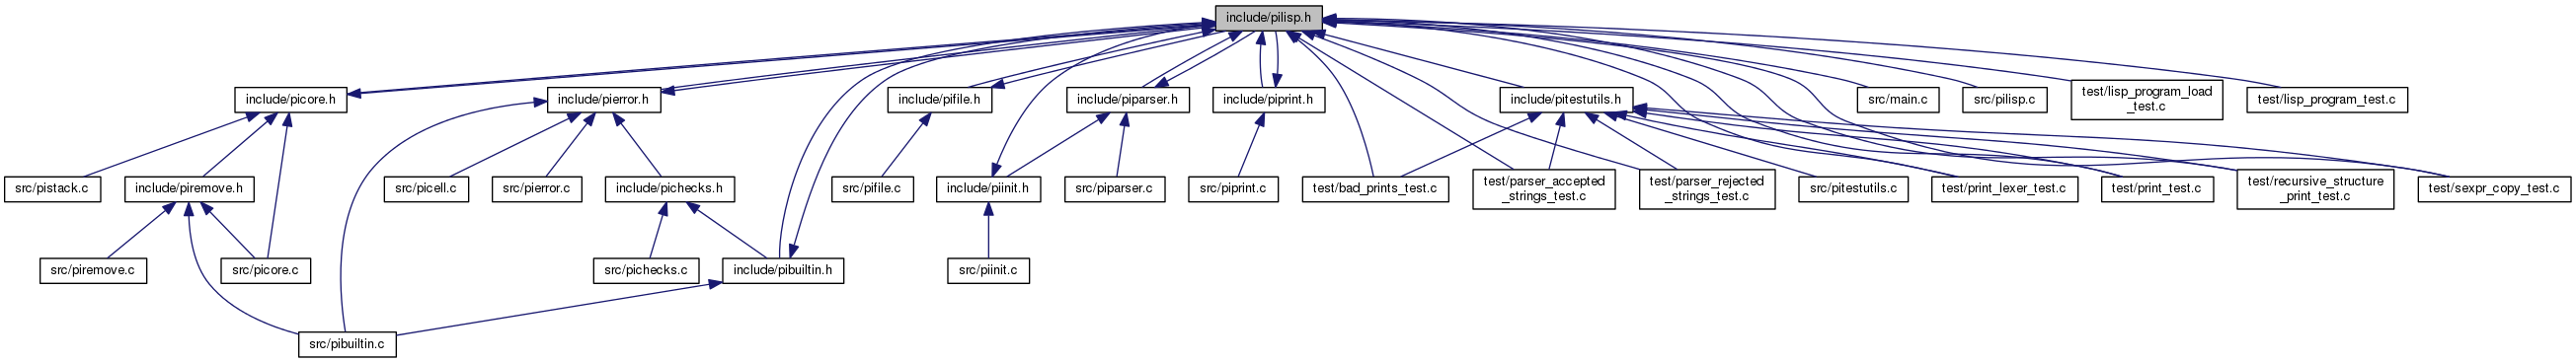 include/pilisp.h
include/picore.h
include/pierror.h
include/pifile.h
include/piparser.h
include/piprint.h
include/pitestutils.h
src/main.c
src/pilisp.c
test/lisp_program_load
_test.c
test/lisp_program_test.c
src/pistack.c
include/piremove.h
src/picell.c
src/pierror.c
include/pichecks.h
src/pifile.c
include/piinit.h
src/piparser.c
src/piprint.c
test/bad_prints_test.c
test/parser_accepted
_strings_test.c
test/parser_rejected
_strings_test.c
src/pitestutils.c
test/print_lexer_test.c
test/print_test.c
test/recursive_structure
_print_test.c
test/sexpr_copy_test.c
src/piremove.c
src/picore.c
src/pichecks.c
include/pibuiltin.h
src/piinit.c
src/pibuiltin.c